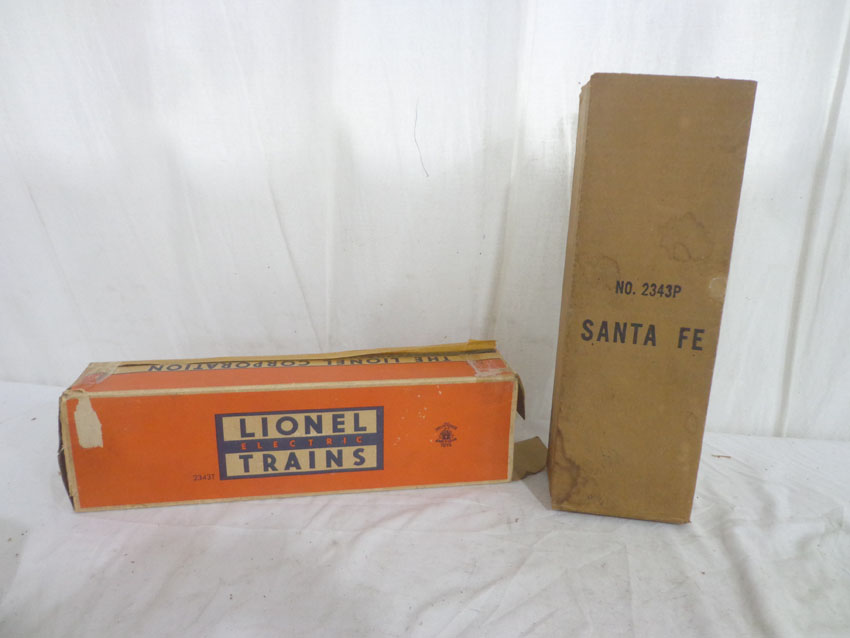 THE LIONEL CORPORATION
LIONEL
ELECTRIC
TRAINS
2343T
NO. 2343P
SANTA FE